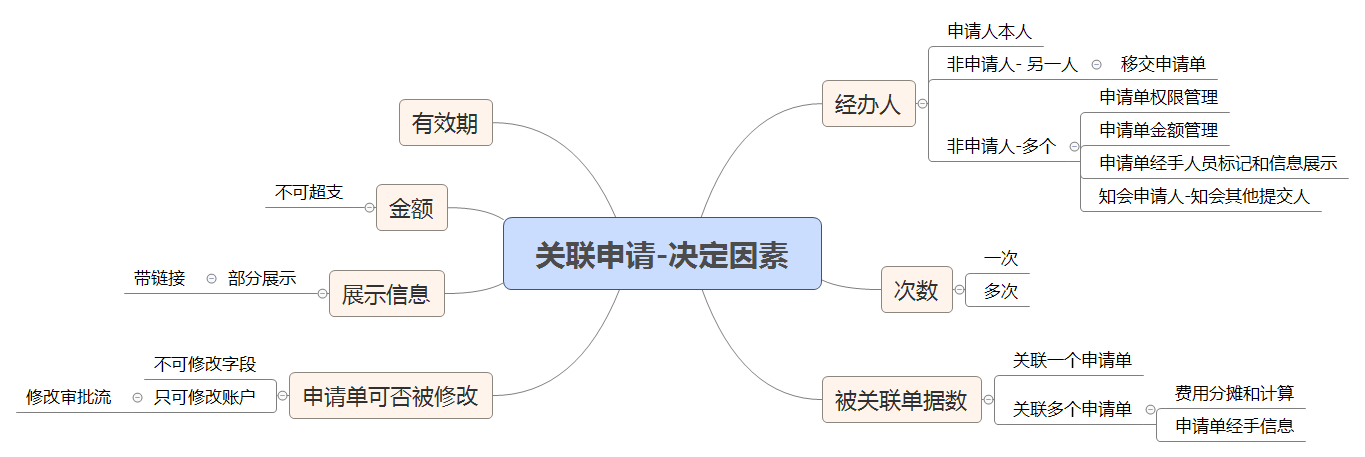 关联申请-决定因素
经办人
申请人本人
非申请人- 另一人
移交申请单
非申请人-多个
申请单权限管理
申请单金额管理
申请单经手人员标记和信息展示
知会申请人-知会其他提交人
次数
一次
多次
被关联单据数
关联一个申请单
关联多个申请单
费用分摊和计算
申请单经手信息
有效期
金额
不可超支
展示信息
部分展示
带链接
申请单可否被修改
不可修改字段
只可修改账户
修改审批流